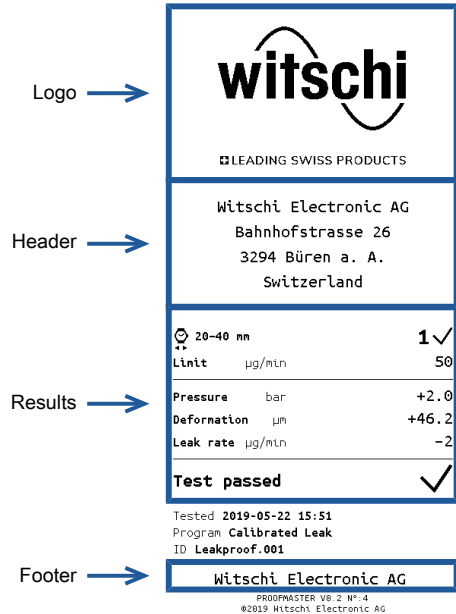 Logo
witschi
LEADING SWISS PRODUCTS
Header
Witschi Electronic AG
Bahnhofstrasse 26
3294 Büren a. A.
Switzerland
Results
20-40 mm 1✓
Limit µg/min 50
Pressure bar +2.0
Deformation µm +46.2
Leak rate µg/min -2
Test passed ✓
Tested 2019-05-22 15:51
Program Calibrated Leak
ID Leakproof.001
Footer
Witschi Electronic AG
PROOFMASTER V0.2 N°:4
©2019 Witschi Electronic AG